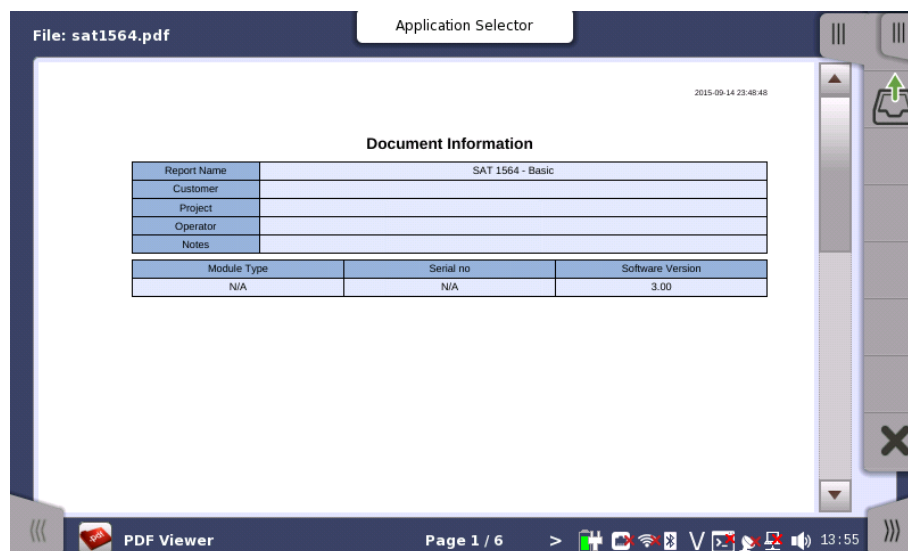 Application Selector
File: sat1564.pdf
2015-09-14 23:48:48
Document Information
Report Name SAT 1564 - Basic
Customer
Project
Operator
Notes
Module Type Serial no Software Version
N/A N/A 3.00
.pdf PDF Viewer Page 1 / 6 > V 13:55